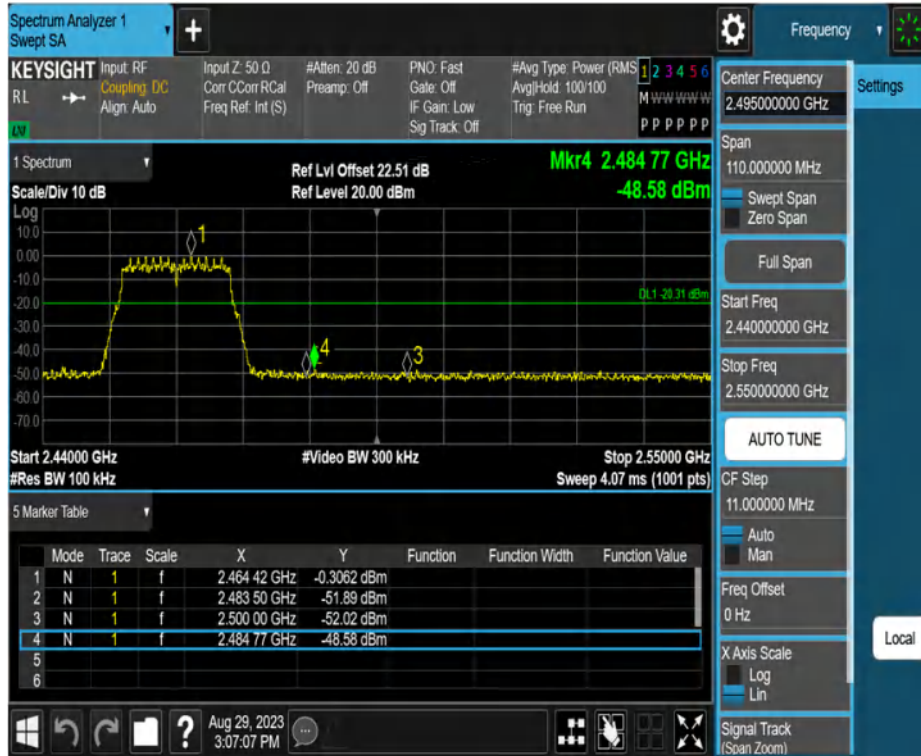 Spectrum Analyzer 1
Swept SA
Frequency
KEYSIGHT Input: RF Input Z: 50 Ω #Atten: 20 dB PNO: Fast #Avg Type: Power (RMS 1 2 3 4 5 6
RL Coupling: DC Corr CCorr RCal Preamp: Off Gate: Off Avg|Hold: 100/100 M W W W W W
Align: Auto Freq Ref: Int (S) IF Gain: Low Trig: Free Run
Sig Track: Off P P P P P P
1 Spectrum
Scale/Div 10 dB
Ref Lvl Offset 22.51 dB
Ref Level 20.00 dBm
Mkr4 2.484 77 GHz
-48.58 dBm
Log
10.0
0.00
-10.0
-20.0
-30.0
-40.0
-50.0
-60.0
-70.0
1
DL1 -20.31 dBm
4
3
Start 2.44000 GHz #Video BW 300 kHz Stop 2.55000 GHz
#Res BW 100 kHz Sweep 4.07 ms (1001 pts)
5 Marker Table
Mode Trace Scale X Y Function Function Width Function Value
1 N 1 f 2.464 42 GHz -0.3062 dBm
2 N 1 f 2.483 50 GHz -51.89 dBm
3 N 1 f 2.500 00 GHz -52.02 dBm
4 N 1 f 2.484 77 GHz -48.58 dBm
5
6
Aug 29, 2023
3:07:07 PM
Center Frequency
2.495000000 GHz
Span
110.000000 MHz
Swept Span
Zero Span
Full Span
Start Freq
2.440000000 GHz
Stop Freq
2.550000000 GHz
AUTO TUNE
CF Step
11.000000 MHz
Auto
Man
Freq Offset
0 Hz
X Axis Scale
Log
Lin
Signal Track
(Span Zoom)
Settings
Local